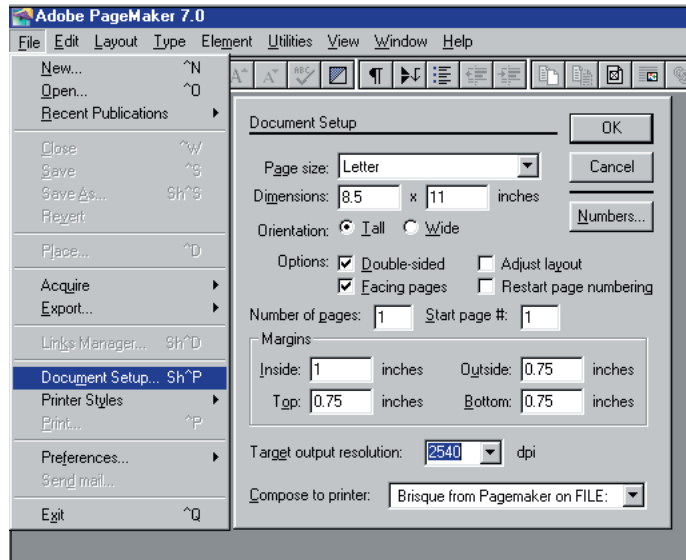 Adobe PageMaker 7.0
File Edit Layout Type Element Utilities View Window Help
New... ^N
Open... ^O
Recent Publications
Close ^W
Save ^S
Save As... Sh^S
Revert
Place... ^D
Acquire
Export...
Links Manager... Sh^D
Document Setup... Sh^P
Printer Styles
Print... ^P
Preferences...
Send mail...
Exit ^Q
ABC
Document Setup
OK
Page size: Letter
Cancel
Dimensions: 8.5 x 11 inches
Numbers...
Orientation: Tall Wide
Options: Double-sided Adjust layout
Facing pages Restart page numbering
Number of pages: 1 Start page #: 1
Margins
Inside: 1 inches Outside: 0.75 inches
Top: 0.75 inches Bottom: 0.75 inches
Target output resolution: 2540 dpi
Compose to printer: Brisque from Pagemaker on FILE: